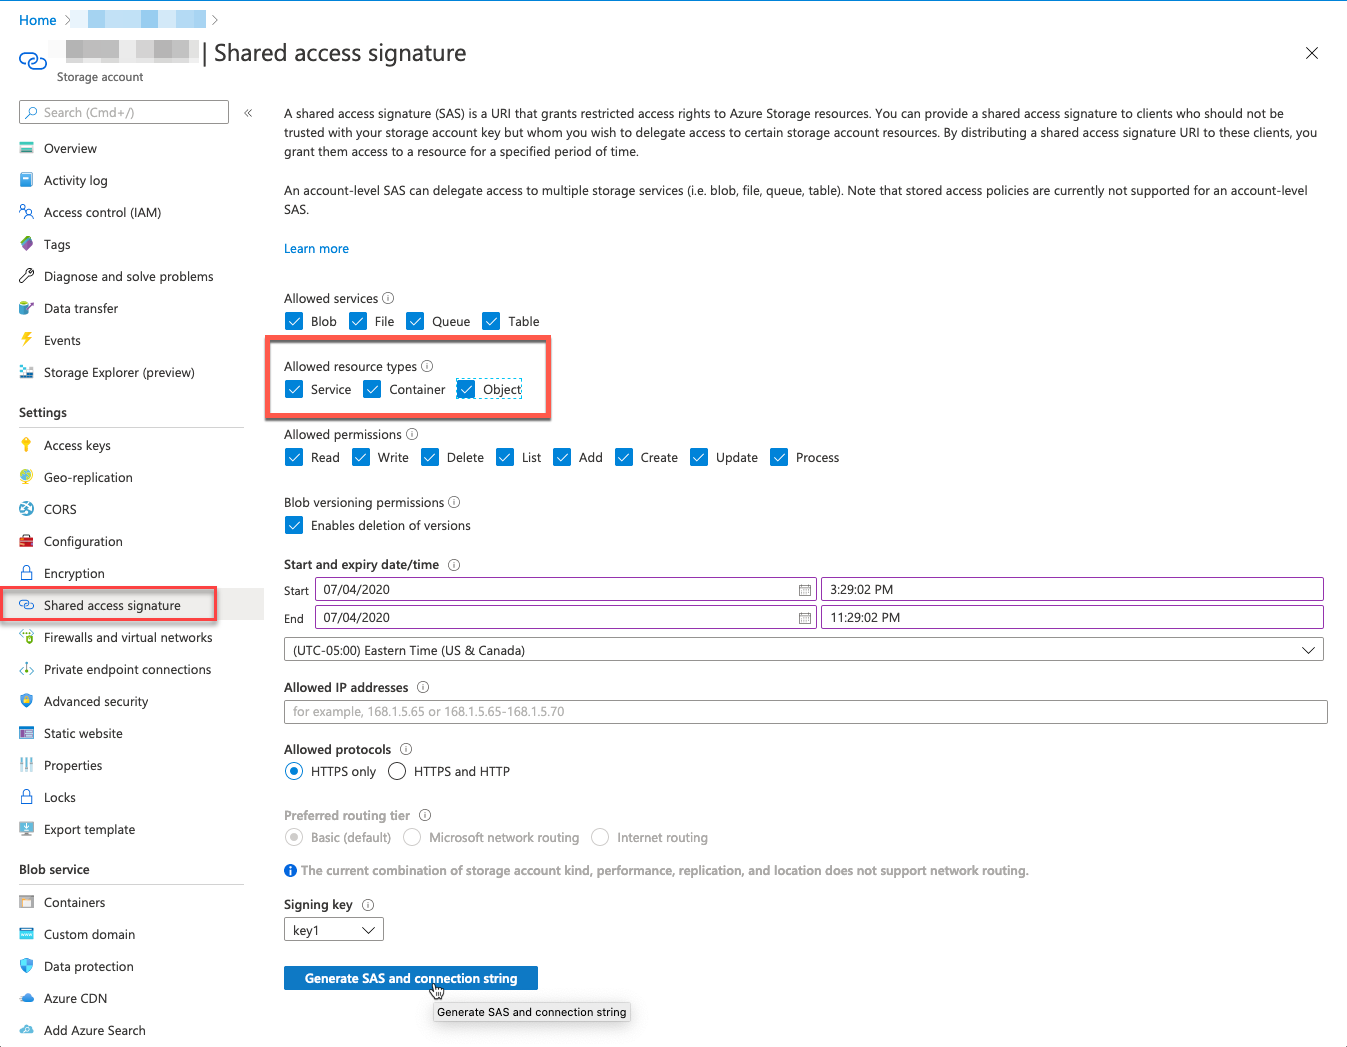 Home
| Shared access signature
Storage account
Search (Cmd+/)
«
Overview
Activity log
Access control (IAM)
Tags
Diagnose and solve problems
Data transfer
Events
Storage Explorer (preview)
Settings
Access keys
Geo-replication
CORS
Configuration
Encryption
Shared access signature
Firewalls and virtual networks
Private endpoint connections
Advanced security
Static website
Properties
Locks
Export template
Blob service
Containers
Custom domain
Data protection
Azure CDN
Add Azure Search
A shared access signature (SAS) is a URI that grants restricted access rights to Azure Storage resources. You can provide a shared access signature to clients who should not be
trusted with your storage account key but whom you wish to delegate access to certain storage account resources. By distributing a shared access signature URI to these clients, you
grant them access to a resource for a specified period of time.
An account-level SAS can delegate access to multiple storage services (i.e. blob, file, queue, table). Note that stored access policies are currently not supported for an account-level
SAS.
Learn more
Allowed services
Blob File Queue Table
Allowed resource types
Service Container Object
Allowed permissions
Read Write Delete List Add Create Update Process
Blob versioning permissions
Enables deletion of versions
Start and expiry date/time
Start 07/04/2020 3:29:02 PM
End 07/04/2020 11:29:02 PM
(UTC-05:00) Eastern Time (US & Canada)
Allowed IP addresses
for example, 168.1.5.65 or 168.1.5.65-168.1.5.70
Allowed protocols
HTTPS only HTTPS and HTTP
Preferred routing tier
Basic (default) Microsoft network routing Internet routing
The current combination of storage account kind, performance, replication, and location does not support network routing.
Signing key
key1
Generate SAS and connection string
Generate SAS and connection string